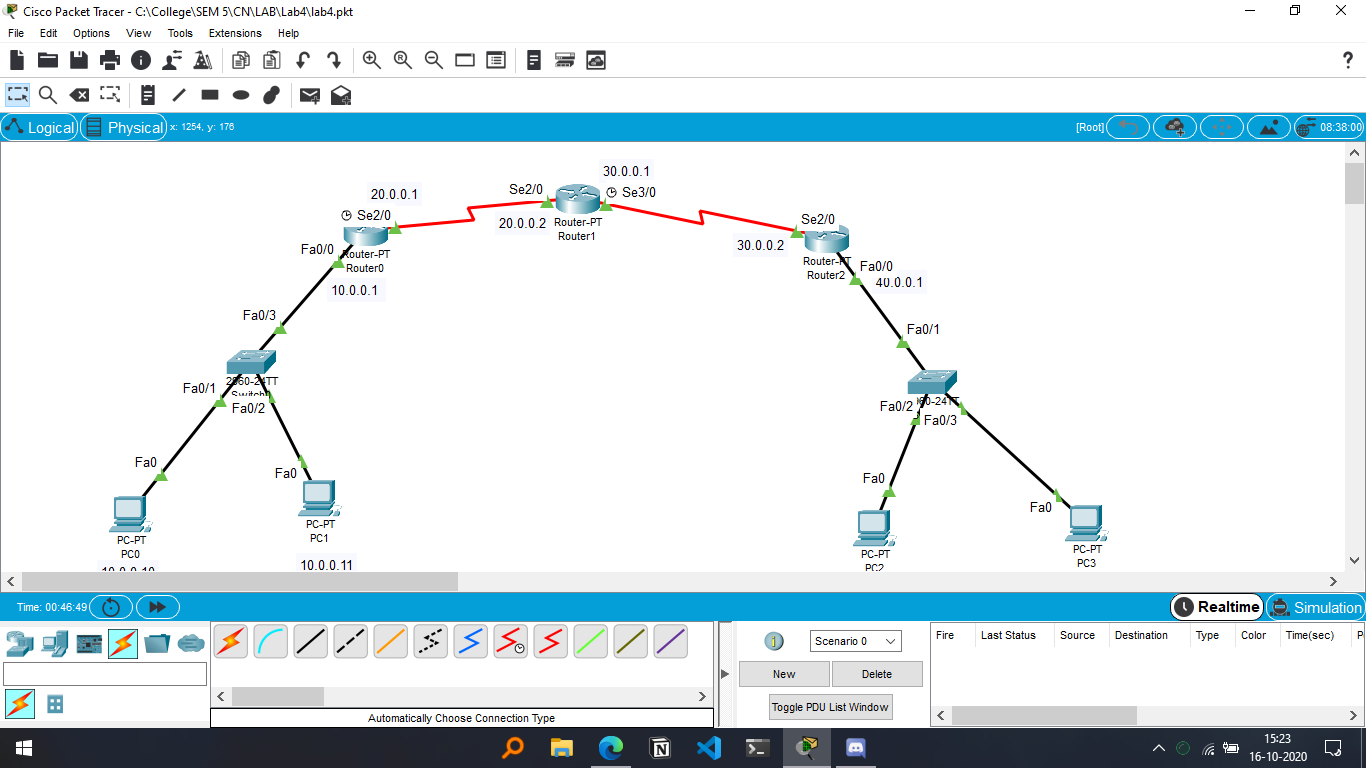 Cisco Packet Tracer - C:\College\SEM 5\CN\LAB\Lab4\lab4.pkt
File Edit Options View Tools Extensions Help
Logical Physical x: 1254, y: 176 [Root] 08:38:00
30.0.0.1
20.0.0.1
Se2/0
Se3/0
Se2/0
20.0.0.2
Router-PT
Router1
Se2/0
30.0.0.2
Fa0/0
Router-PT
Router0
10.0.0.1
Router-PT
Router2
Fa0/0
40.0.0.1
Fa0/3
Fa0/1
2960-24TT
Fa0/1
Fa0/2
Fa0/2
Fa0/3
Fa0
Fa0
Fa0
Fa0
PC-PT
PC0
PC-PT
PC1
10.0.0.11
PC-PT
PC2
PC-PT
PC3
Time: 00:46:49
Realtime Simulation
Scenario 0
New Delete
Toggle PDU List Window
Fire Last Status Source Destination Type Color Time(sec) P
Automatically Choose Connection Type
15:23
16-10-2020